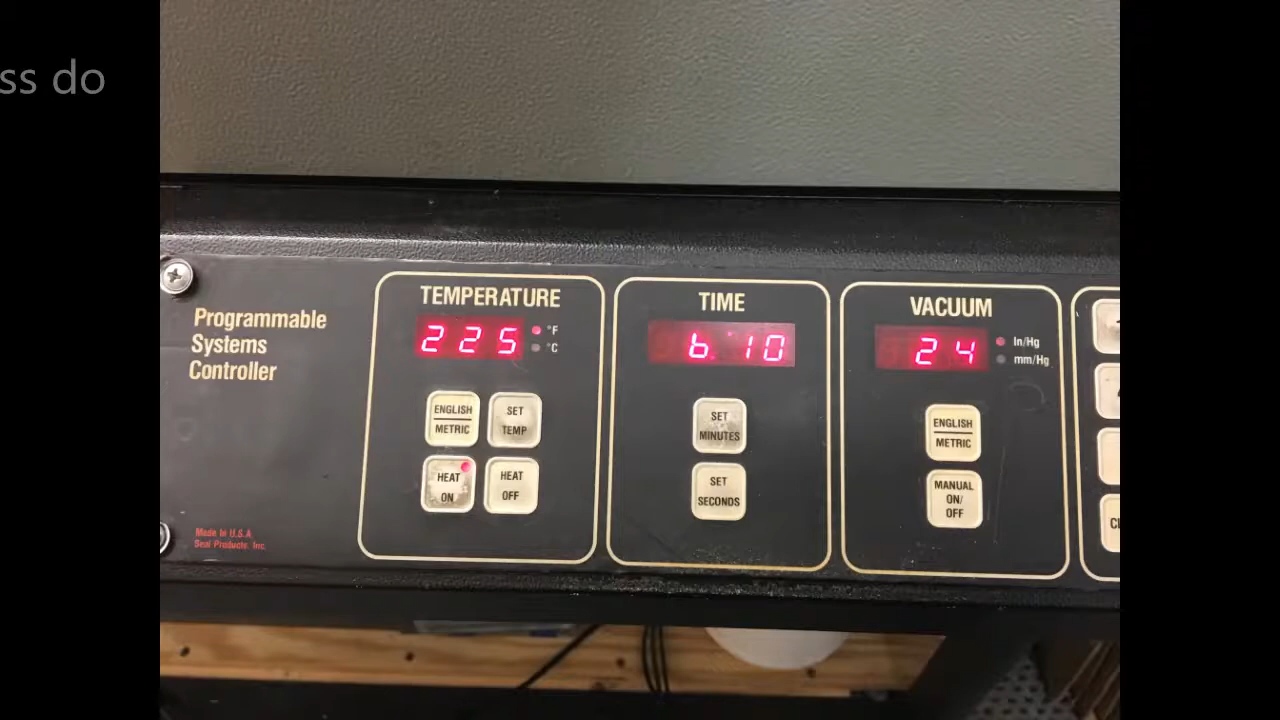 ss do
Programmable
Systems
Controller
Made in U.S.A
Seal Products, Inc.
TEMPERATURE
225
°F
°C
ENGLISH
METRIC
SET
TEMP
HEAT
ON
HEAT
OFF
TIME
6 10
SET
MINUTES
SET
SECONDS
VACUUM
24
In/Hg
mm/Hg
ENGLISH
METRIC
MANUAL
ON/
OFF